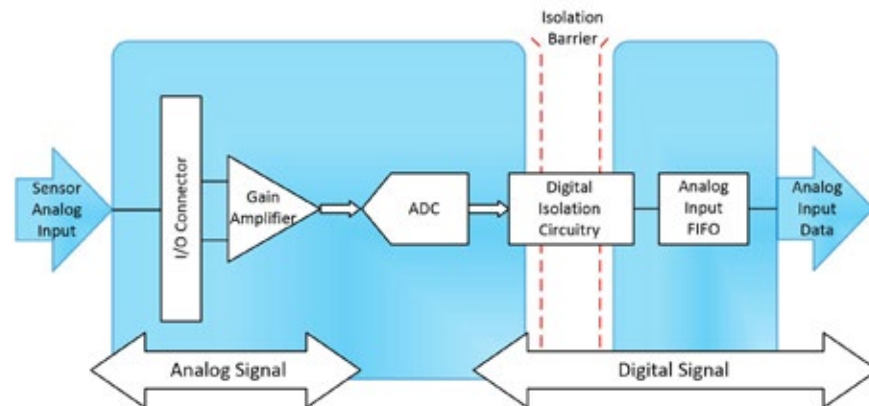 Isolation
Barrier
Sensor
Analog
Input
I/O Connector
Gain
Amplifier
ADC
Digital
Isolation
Circuitry
Analog
Input
FIFO
Analog
Input
Data
Analog Signal
Digital Signal